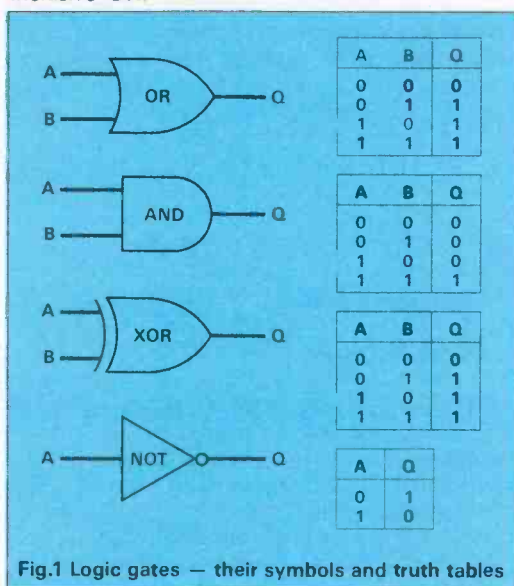 A
B
OR
Q
A B Q
0 0 0
0 1 1
1 0 1
1 1 1
A
B
AND
Q
A B Q
0 0 0
0 1 0
1 0 0
1 1 1
A
B
XOR
Q
A B Q
0 0 0
0 1 1
1 0 1
1 1 1
A
NOT
Q
A Q
0 1
1 0
Fig.1 Logic gates — their symbols and truth tables